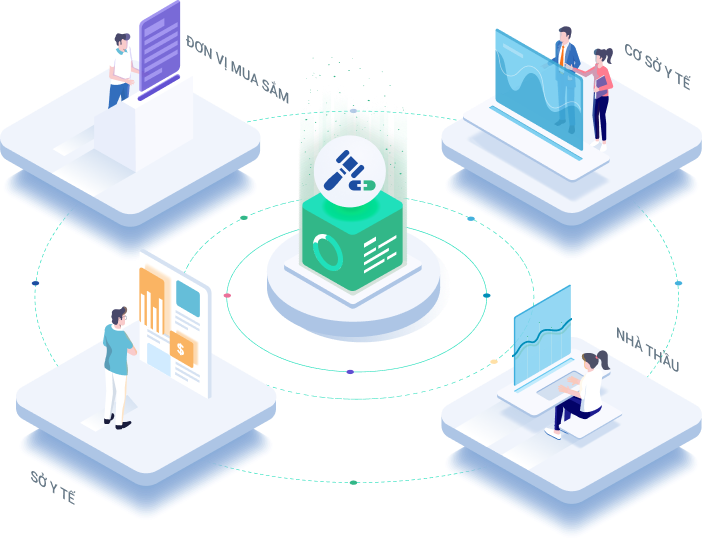 ĐƠN VỊ MUA SẮM
CƠ SỞ Y TẾ
$
NHÀ THẦU
SỞ Y TẾ